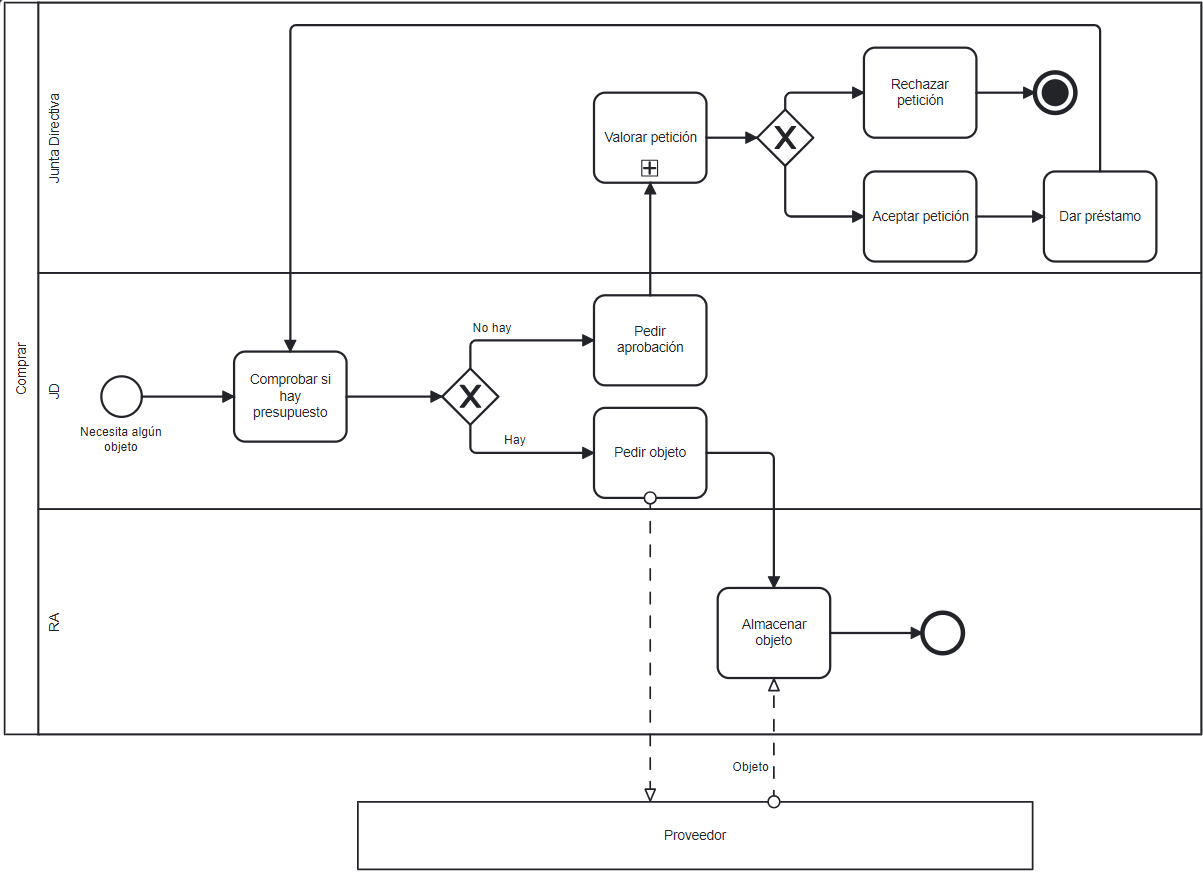 Comprar
Junta Directiva
Valorar petición
Rechazar
petición
Aceptar petición
Dar préstamo
JD
Necesita algún
objeto
Comprobar si
hay
presupuesto
No hay
Hay
Pedir
aprobación
Pedir objeto
RA
Almacenar
objeto
Objeto
Proveedor